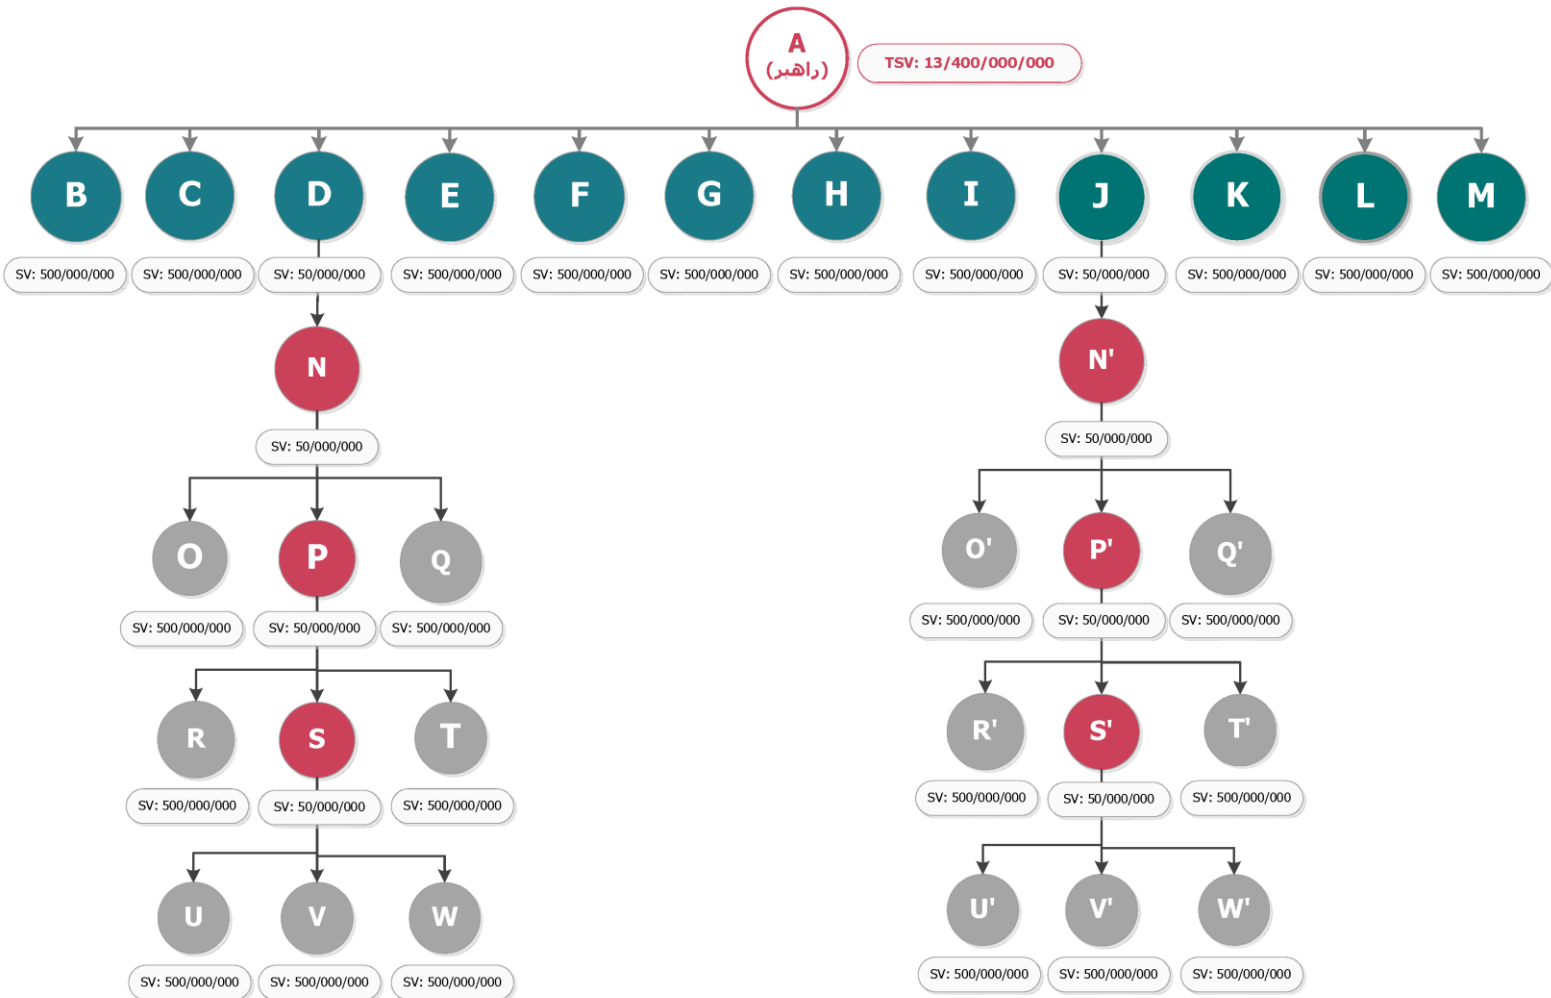 A
(راهبر)
TSV: 13/400/000/000
B C D E F G H I J K L M
SV: 500/000/000 SV: 500/000/000 SV: 50/000/000 SV: 500/000/000 SV: 500/000/000 SV: 500/000/000 SV: 500/000/000 SV: 500/000/000 SV: 50/000/000 SV: 500/000/000 SV: 500/000/000 SV: 500/000/000
N N'
SV: 50/000/000 SV: 50/000/000
O P Q O' P' Q'
SV: 500/000/000 SV: 50/000/000 SV: 500/000/000 SV: 500/000/000 SV: 50/000/000 SV: 500/000/000
R S T R' S' T'
SV: 500/000/000 SV: 50/000/000 SV: 500/000/000 SV: 500/000/000 SV: 50/000/000 SV: 500/000/000
U V W U' V' W'
SV: 500/000/000 SV: 500/000/000 SV: 500/000/000 SV: 500/000/000 SV: 500/000/000 SV: 500/000/000